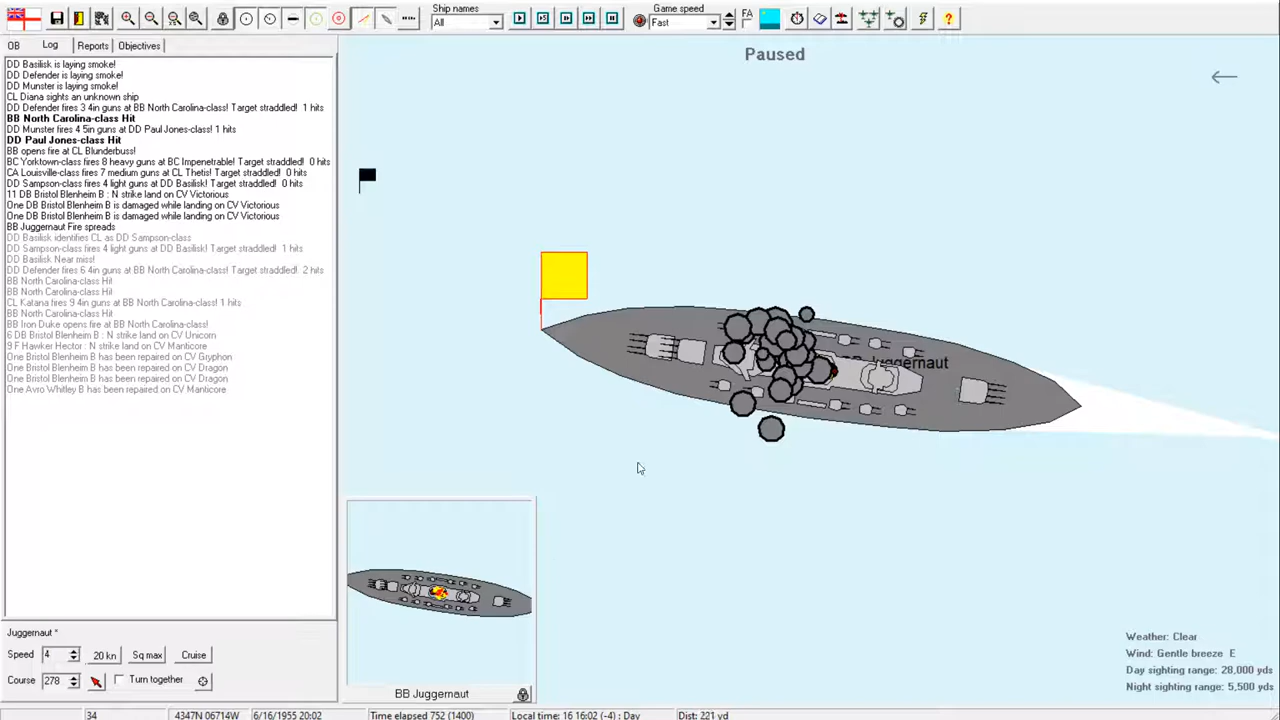 Ship names
All
Game speed
Fast
FA
OB
Log
Reports
Objectives
Paused
DD Basilisk is laying smoke!
DD Defender is laying smoke!
DD Munster is laying smoke!
CL Diana sights an unknown ship
DD Defender fires 3 4in guns at BB North Carolina-class! Target straddled!  1 hits
BB North Carolina-class Hit
DD Munster fires 4 5in guns at DD Paul Jones-class! 1 hits
DD Paul Jones-class Hit
BB opens fire at CL Blunderbuss!
BC Yorktown-class fires 8 heavy guns at BC Impenetrable! Target straddled!  0 hits
CA Louisville-class fires 7 medium guns at CL Thetis! Target straddled!  0 hits
DD Sampson-class fires 4 light guns at DD Basilisk! Target straddled!  0 hits
11 DB Bristol Blenheim B : N strike land on CV Victorious
One DB Bristol Blenheim B is damaged while landing on CV Victorious
One DB Bristol Blenheim B is damaged while landing on CV Victorious
BB Juggernaut Fire spreads
DD Basilisk identifies CL as DD Sampson-class
DD Sampson-class fires 4 light guns at DD Basilisk! Target straddled!  1 hits
DD Basilisk Near miss!
DD Defender fires 6 4in guns at BB North Carolina-class! Target straddled!  2 hits
BB North Carolina-class Hit
BB North Carolina-class Hit
CL Katana fires 9 4in guns at BB North Carolina-class! 1 hits
BB North Carolina-class Hit
BB Iron Duke opens fire at BB North Carolina-class!
6 DB Bristol Blenheim B : N strike land on CV Unicorn
9 F Hawker Hector : N strike land on CV Manticore
One Bristol Blenheim B has been repaired on CV Gryphon
One Bristol Blenheim B has been repaired on CV Dragon
One Bristol Blenheim B has been repaired on CV Dragon
One Avro Whitley B has been repaired on CV Manticore
Juggernaut
BB Juggernaut
Weather: Clear
Wind: Gentle breeze  E
Day sighting range: 28,000 yds
Night sighting range: 5,500 yds
Juggernaut *
Speed 4 20 kn Sq max Cruise
Course 278 Turn together
34 4347N 06714W 6/16/1955 20:02 Time elapsed 752 (1400) Local time: 16 16:02 (-4) ; Day Dist: 221 yd